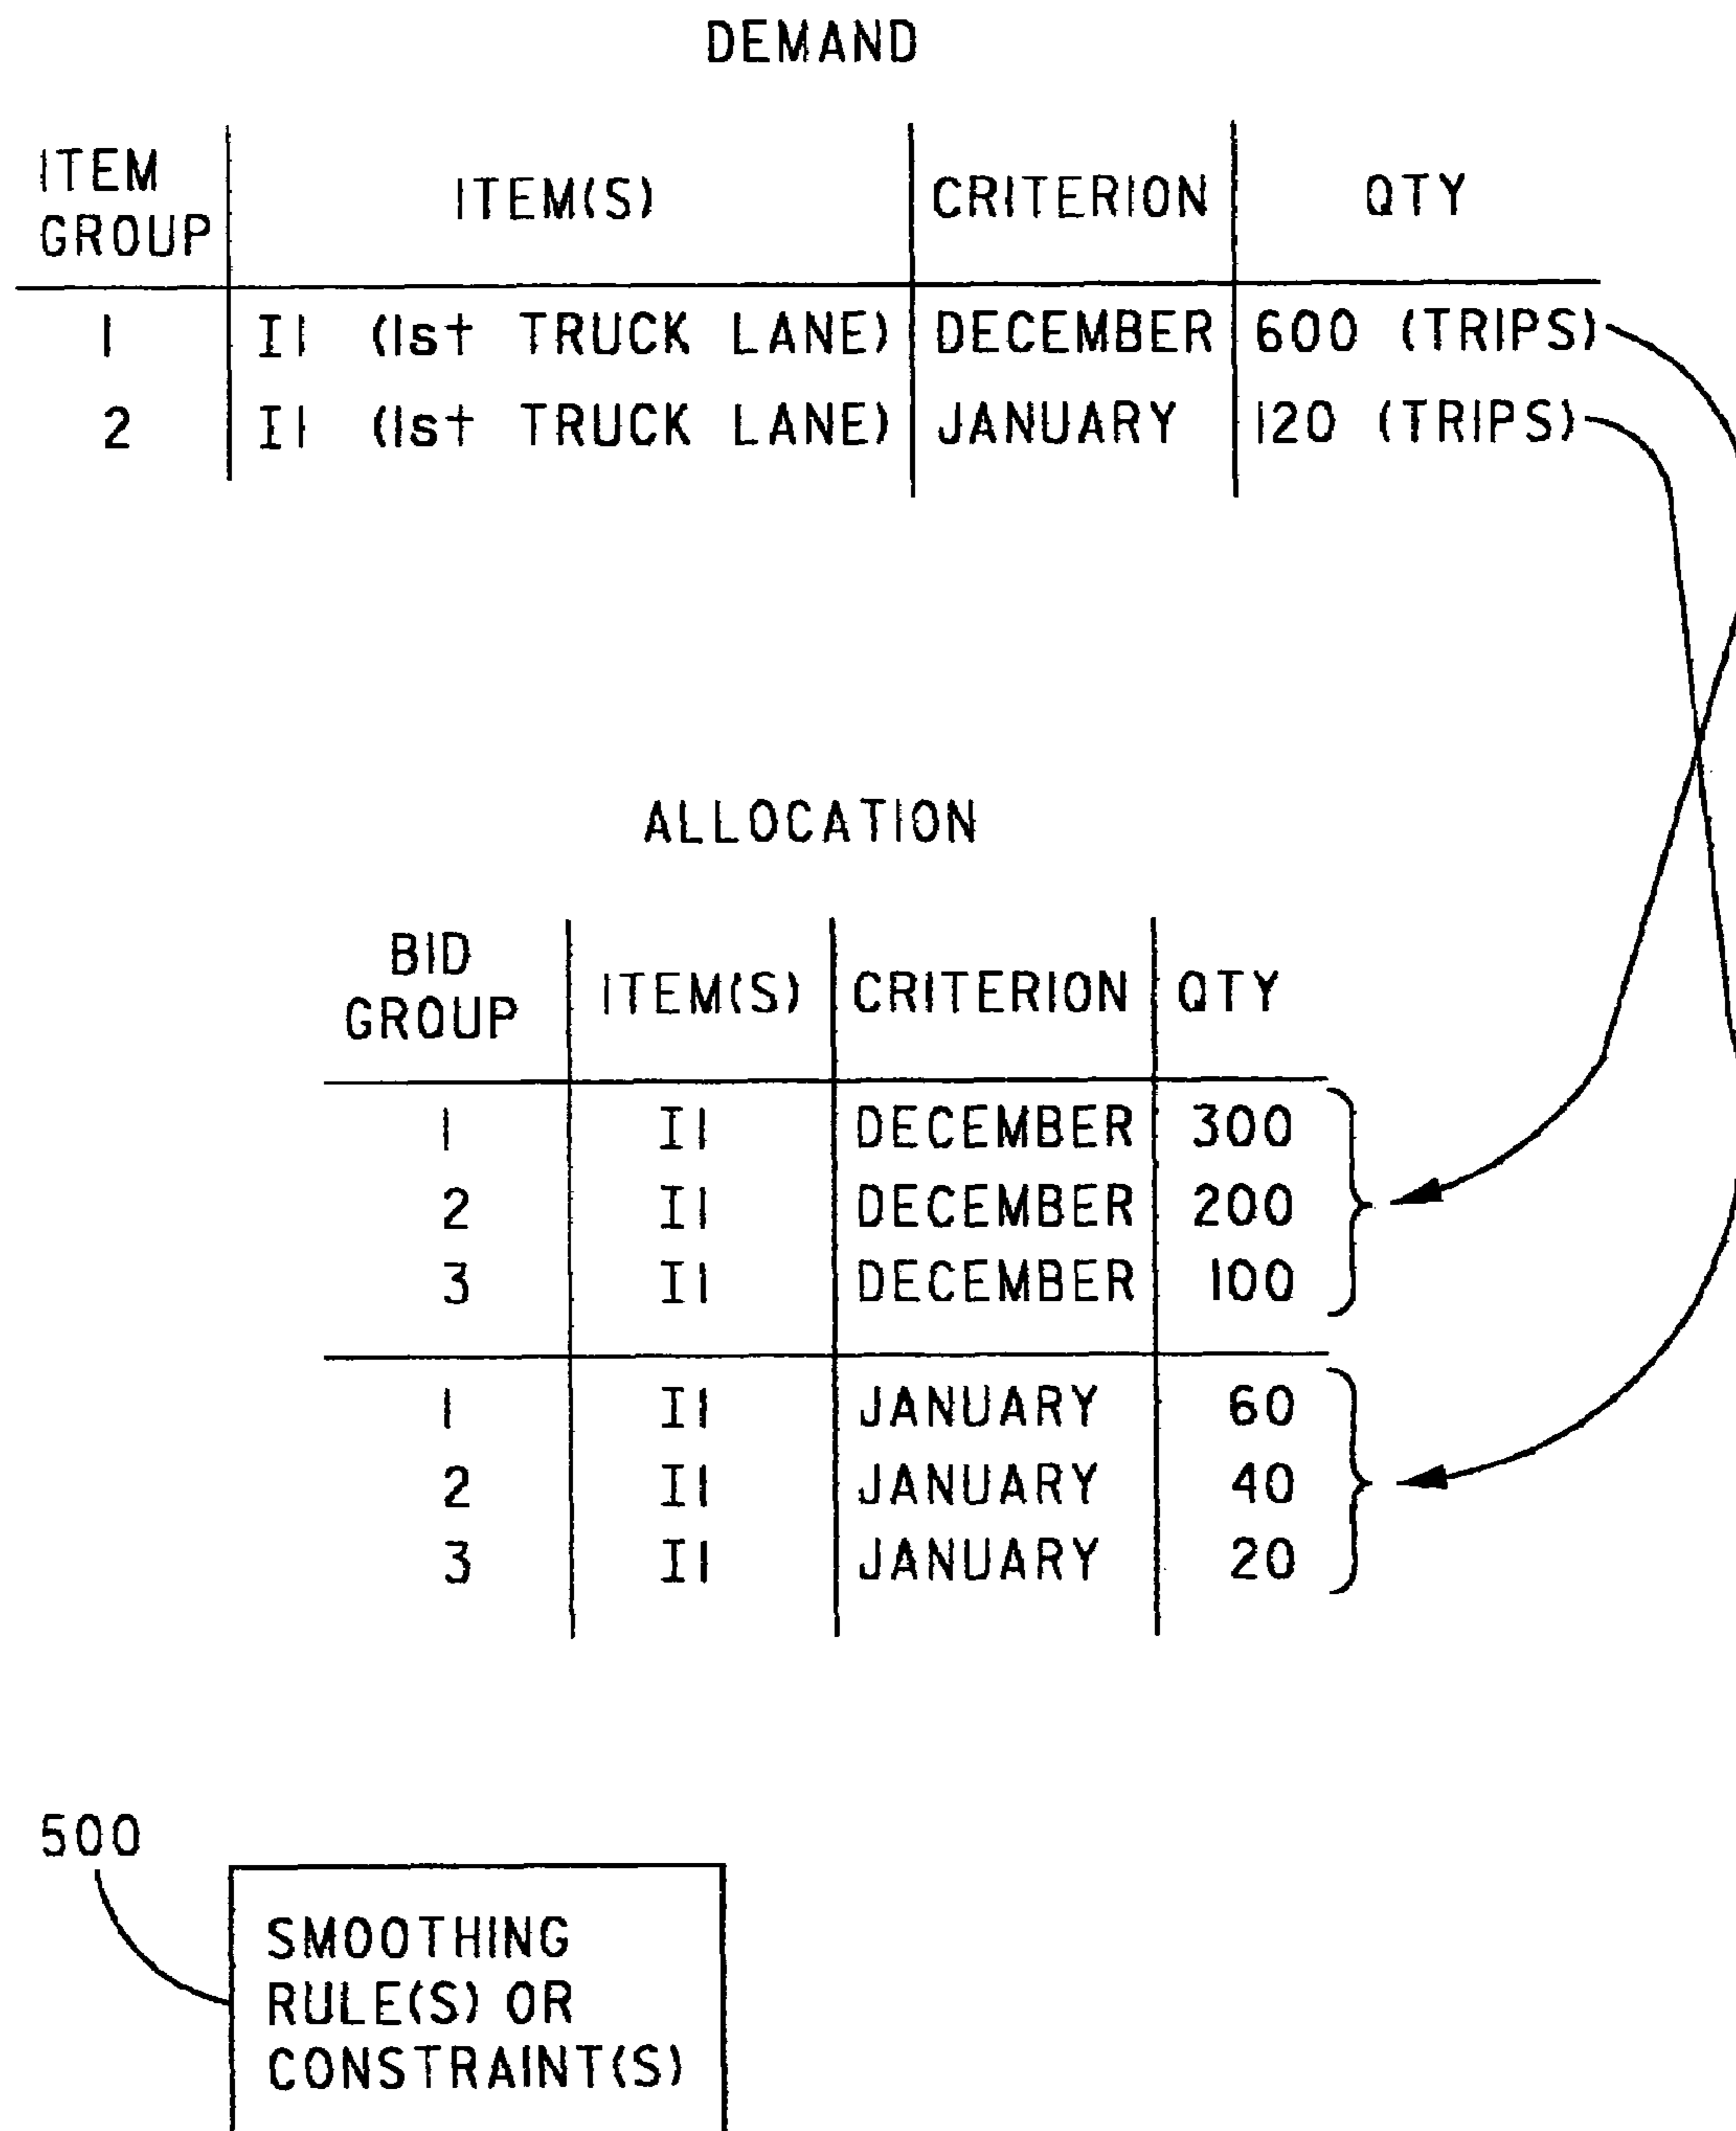 DEMAND
ITEM GROUP ITEM(S) CRITERION QTY
1 I1 (1st TRUCK LANE) DECEMBER 600 (TRIPS)
2 I1 (1st TRUCK LANE) JANUARY 120 (TRIPS)
ALLOCATION
BID GROUP ITEM(S) CRITERION QTY
1 I1 DECEMBER 300
2 I1 DECEMBER 200
3 I1 DECEMBER 100
1 I1 JANUARY 60
2 I1 JANUARY 40
3 I1 JANUARY 20
500
SMOOTHING
RULE(S) OR
CONSTRAINT(S)